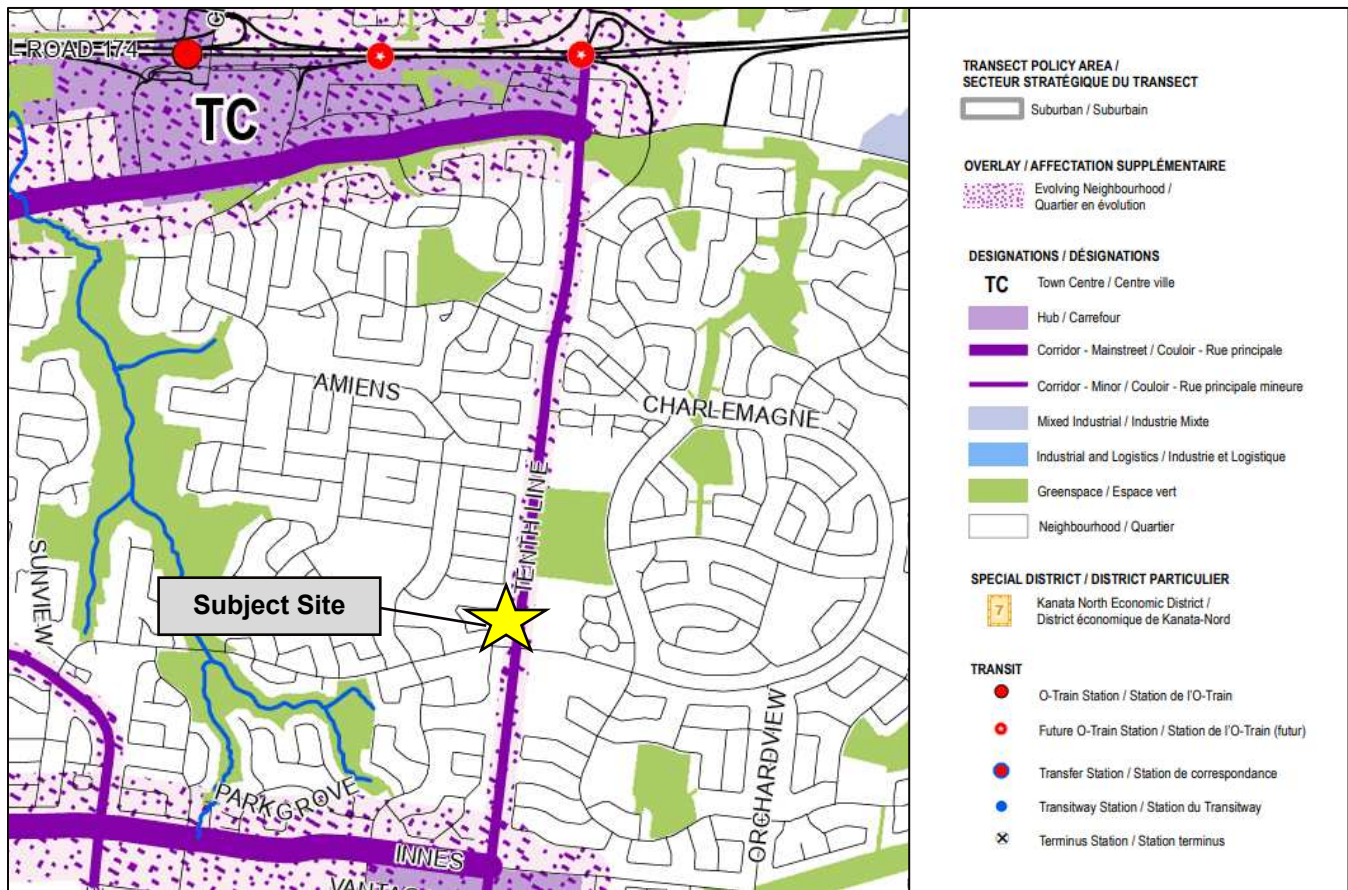 L ROAD 174
TC
AMIENS
CHARLEMAGNE
TENTH LINE
SUNVIEW
Subject Site
ORCHARDVIEW
PARKGROVE
INNES
TRANSECT POLICY AREA /
SECTEUR STRATÉGIQUE DU TRANSECT
Suburban / Suburbain
OVERLAY / AFFECTATION SUPPLÉMENTAIRE
Evolving Neighbourhood /
Quartier en évolution
DESIGNATIONS / DÉSIGNATIONS
TC Town Centre / Centre ville
Hub / Carrefour
Corridor - Mainstreet / Couloir - Rue principale
Corridor - Minor / Couloir - Rue principale mineure
Mixed Industrial / Industrie Mixte
Industrial and Logistics / Industrie et Logistique
Greenspace / Espace vert
Neighbourhood / Quartier
SPECIAL DISTRICT / DISTRICT PARTICULIER
7 Kanata North Economic District /
District économique de Kanata-Nord
TRANSIT
O-Train Station / Station de l'O-Train
Future O-Train Station / Station de l'O-Train (futur)
Transfer Station / Station de correspondance
Transitway Station / Station du Transitway
Terminus Station / Station terminus